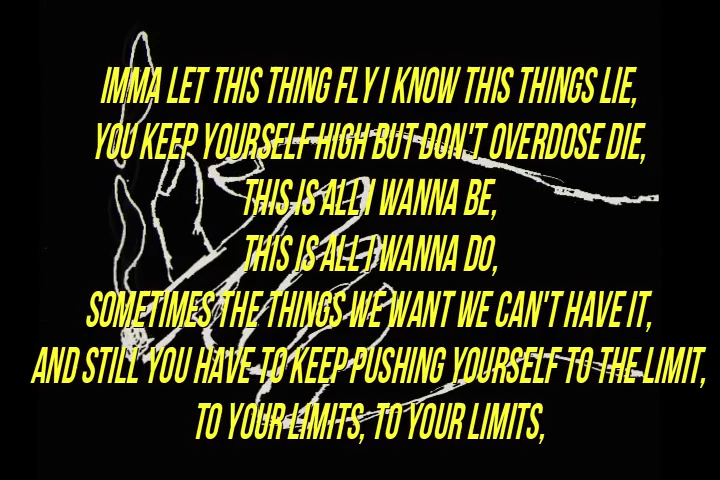 IMMA LET THIS THING FLY I KNOW THIS THINGS LIE,
YOU KEEP YOURSELF HIGH BUT DON'T OVERDOSE DIE,
THIS IS ALL I WANNA BE,
THIS IS ALL I WANNA DO,
SOMETIMES THE THINGS WE WANT WE CAN'T HAVE IT,
AND STILL YOU HAVE TO KEEP PUSHING YOURSELF TO THE LIMIT,
TO YOUR LIMITS, TO YOUR LIMITS,